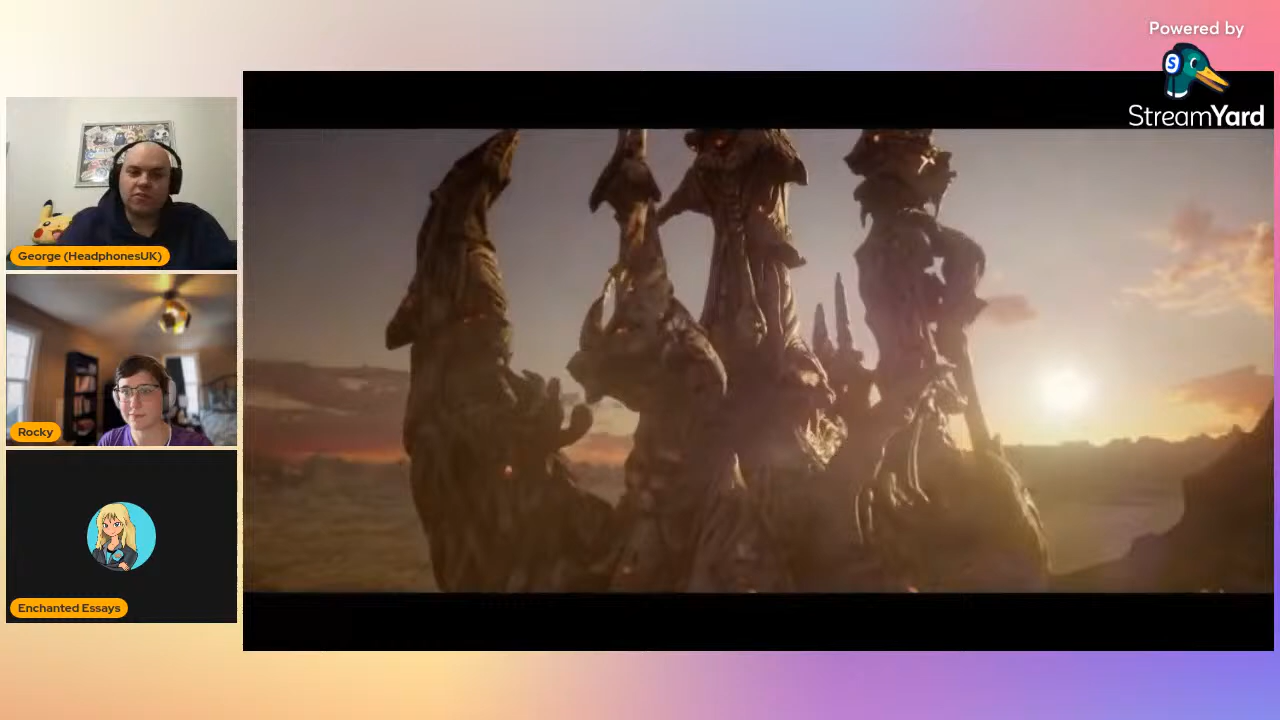 Powered by
StreamYard
George (HeadphonesUK)
Rocky
Enchanted Essays